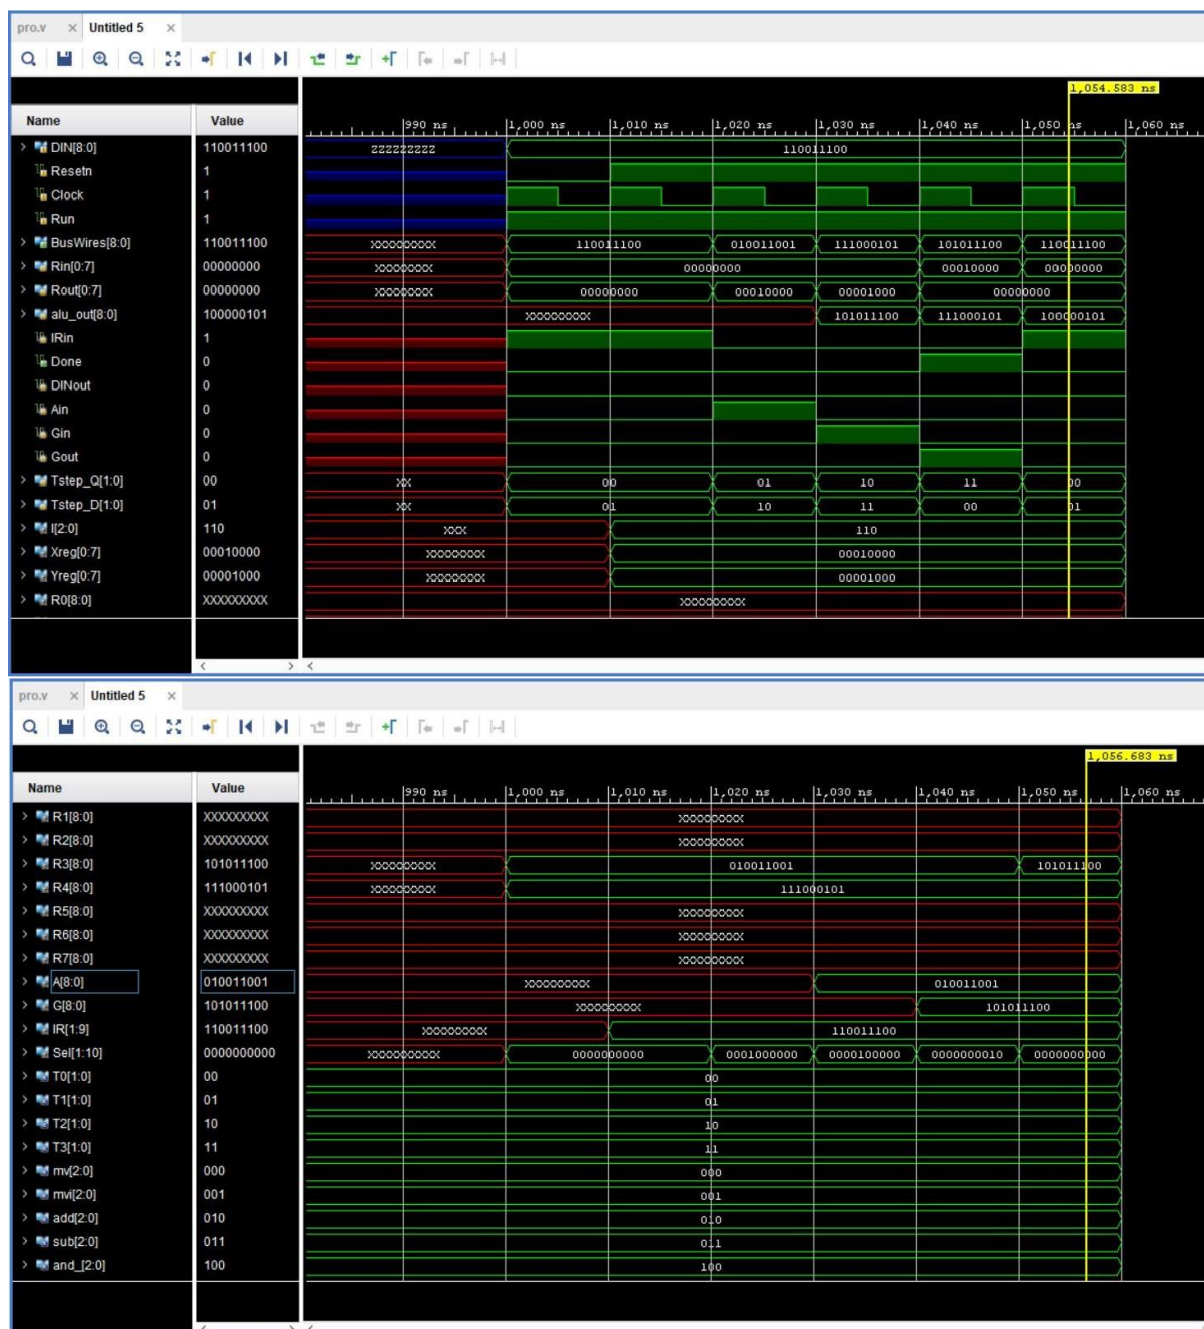 pro.v × Untitled 5 ×
1,054.583 ns
Name Value 990 ns 1,000 ns 1,010 ns 1,020 ns 1,030 ns 1,040 ns 1,050 ns 1,060 ns
> DIN[8:0] 110011100 ZZZZZZZZZ 110011100
Resetn 1
Clock 1
Run 1
> BusWires[8:0] 110011100 XXXXXXXXX 110011100 010011001 111000101 101011100 110011100
> Rin[0:7] 00000000 XXXXXXXX 00000000 00010000 00000000
> Rout[0:7] 00000000 XXXXXXXX 00000000 00010000 00001000 00000000
> alu_out[8:0] 100000101 XXXXXXXXX 101011100 111000101 100000101
IRin 1
Done 0
DINout 0
Ain 0
Gin 0
Gout 0
> Tstep_Q[1:0] 00 XX 00 01 10 11 00
> Tstep_D[1:0] 01 XX 01 10 11 00 01
> I[2:0] 110 XXX 110
> Xreg[0:7] 00010000 XXXXXXXX 00010000
> Yreg[0:7] 00001000 XXXXXXXX 00001000
> R0[8:0] XXXXXXXXX XXXXXXXXX
pro.v × Untitled 5 ×
1,056.683 ns
Name Value 990 ns 1,000 ns 1,010 ns 1,020 ns 1,030 ns 1,040 ns 1,050 ns 1,060 ns
> R1[8:0] XXXXXXXXX XXXXXXXXX
> R2[8:0] XXXXXXXXX XXXXXXXXX
> R3[8:0] 101011100 XXXXXXXXX 010011001 101011100
> R4[8:0] 111000101 XXXXXXXXX 111000101
> R5[8:0] XXXXXXXXX XXXXXXXXX
> R6[8:0] XXXXXXXXX XXXXXXXXX
> R7[8:0] XXXXXXXXX XXXXXXXXX
> A[8:0] 010011001 XXXXXXXXX 010011001
> G[8:0] 101011100 XXXXXXXXX 101011100
> IR[1:9] 110011100 XXXXXXXXX 110011100
> Sel[1:10] 0000000000 XXXXXXXXXX 0000000000 0001000000 0000100000 0000000010 0000000000
> T0[1:0] 00 00
> T1[1:0] 01 01
> T2[1:0] 10 10
> T3[1:0] 11 11
> mv[2:0] 000 000
> mvi[2:0] 001 001
> add[2:0] 010 010
> sub[2:0] 011 011
> and_[2:0] 100 100